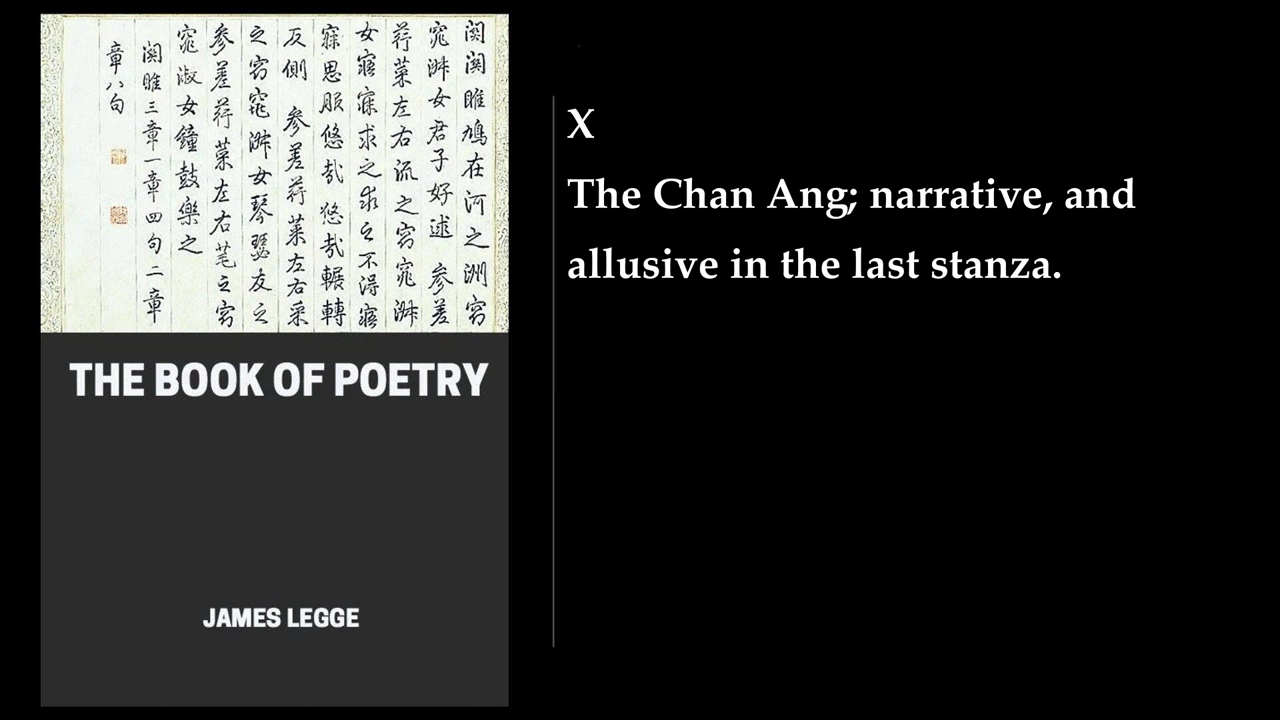 關關雎鳩在河之洲窈
窕淑女君子好逑 參差
荇菜左右流之窈窕淑
女寤寐求之求之不得寤
寐思服悠哉悠哉輾轉
反側 參差荇菜左右采
之窈窕淑女琴瑟友之
參差荇菜左右芼之窈
窕淑女鐘鼓樂之
關雎三章一章四句二章
章八句
THE BOOK OF POETRY
JAMES LEGGE
X
The Chan Ang; narrative, and
allusive in the last stanza.